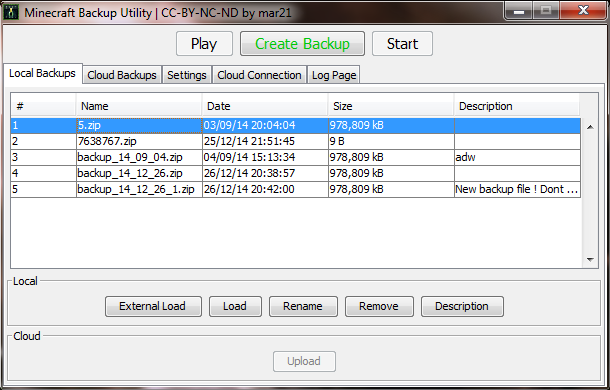 Minecraft Backup Utility | CC-BY-NC-ND by mar21
Play Create Backup Start
Local Backups Cloud Backups Settings Cloud Connection Log Page
# Name Date Size Description
1 5.zip 03/09/14 20:04:04 978,809 kB
2 7638767.zip 25/12/14 21:51:45 9 B
3 backup_14_09_04.zip 04/09/14 15:13:34 978,809 kB adw
4 backup_14_12_26.zip 26/12/14 20:38:57 978,809 kB
5 backup_14_12_26_1.zip 26/12/14 20:42:00 978,809 kB New backup file ! Dont ...
Local
External Load Load Rename Remove Description
Cloud
Upload